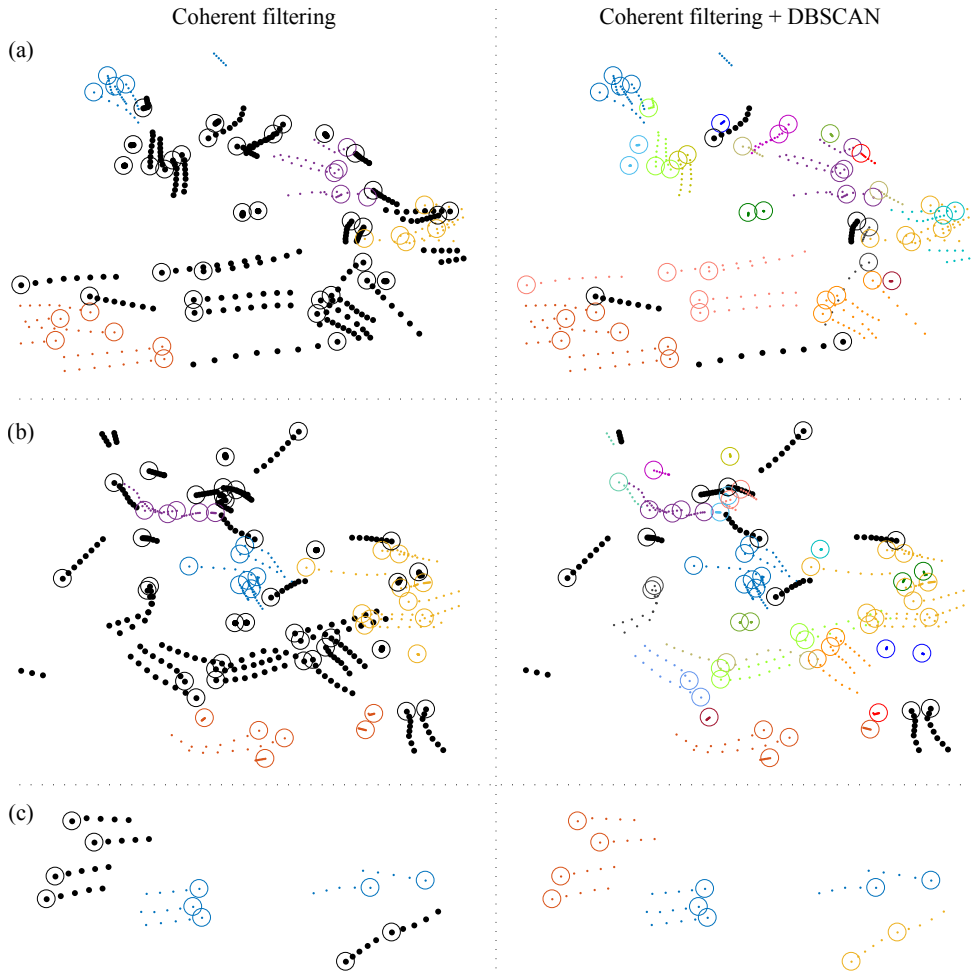 Coherent filtering
Coherent filtering + DBSCAN
(a)
(b)
(c)